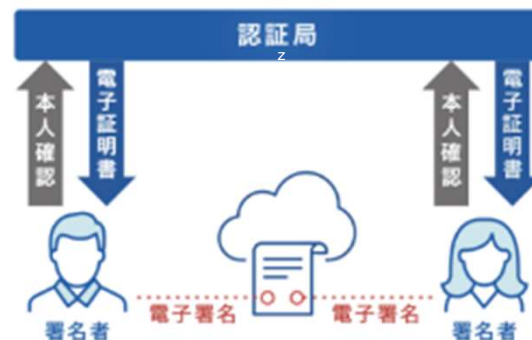 認証局
z
本人確認
電子証明書
本人確認
電子証明書
電子署名
電子署名
署名者
署名者